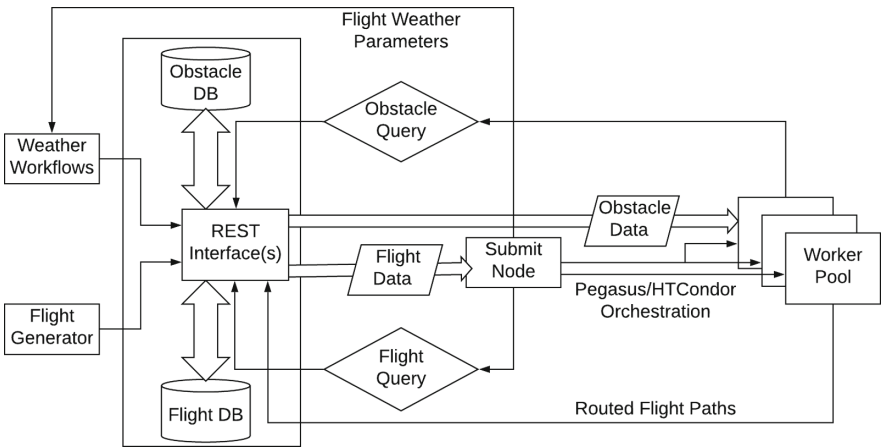 Flight Weather
Parameters
Obstacle
DB
Obstacle
Query
Weather
Workflows
REST
Interface(s)
Obstacle
Data
Flight
Data
Submit
Node
Worker
Pool
Pegasus/HTCondor
Orchestration
Flight
Generator
Flight
Query
Flight DB
Routed Flight Paths